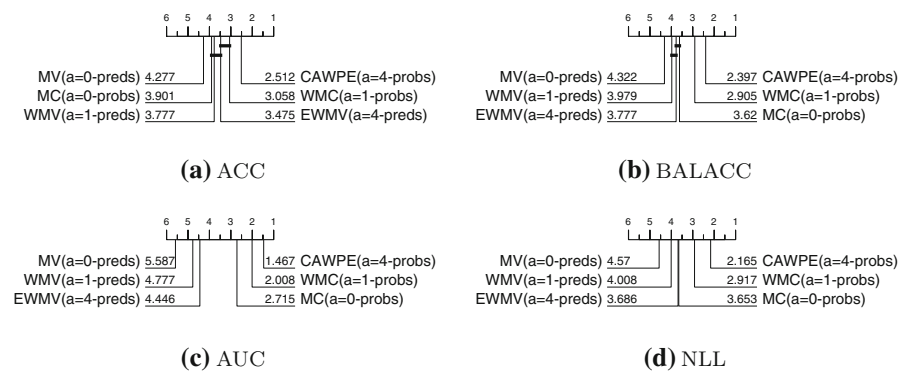 6 5 4 3 2 1
MV(a=0-preds) 4.277 2.512 CAWPE(a=4-probs)
MC(a=0-probs) 3.901 3.058 WMC(a=1-probs)
WMV(a=1-preds) 3.777 3.475 EWMV(a=4-preds)
(a) ACC
6 5 4 3 2 1
MV(a=0-preds) 4.322 2.397 CAWPE(a=4-probs)
WMV(a=1-preds) 3.979 2.905 WMC(a=1-probs)
EWMV(a=4-preds) 3.777 3.62 MC(a=0-probs)
(b) BALACC
6 5 4 3 2 1
MV(a=0-preds) 5.587 1.467 CAWPE(a=4-probs)
WMV(a=1-preds) 4.777 2.008 WMC(a=1-probs)
EWMV(a=4-preds) 4.446 2.715 MC(a=0-probs)
(c) AUC
6 5 4 3 2 1
MV(a=0-preds) 4.57 2.165 CAWPE(a=4-probs)
WMV(a=1-preds) 4.008 2.917 WMC(a=1-probs)
EWMV(a=4-preds) 3.686 3.653 MC(a=0-probs)
(d) NLL